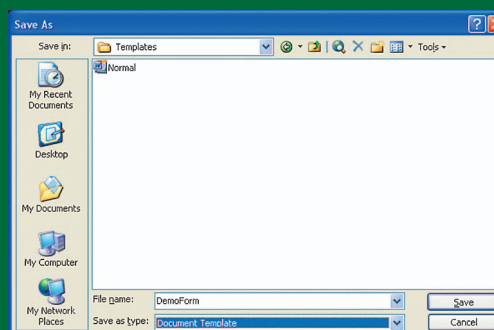 Save As
?
Save in:
Templates
Tools
Normal
My Recent
Documents
Desktop
My Documents
My Computer
My Network
Places
File name:
DemoForm
Save
Save as type:
Document Template
Cancel